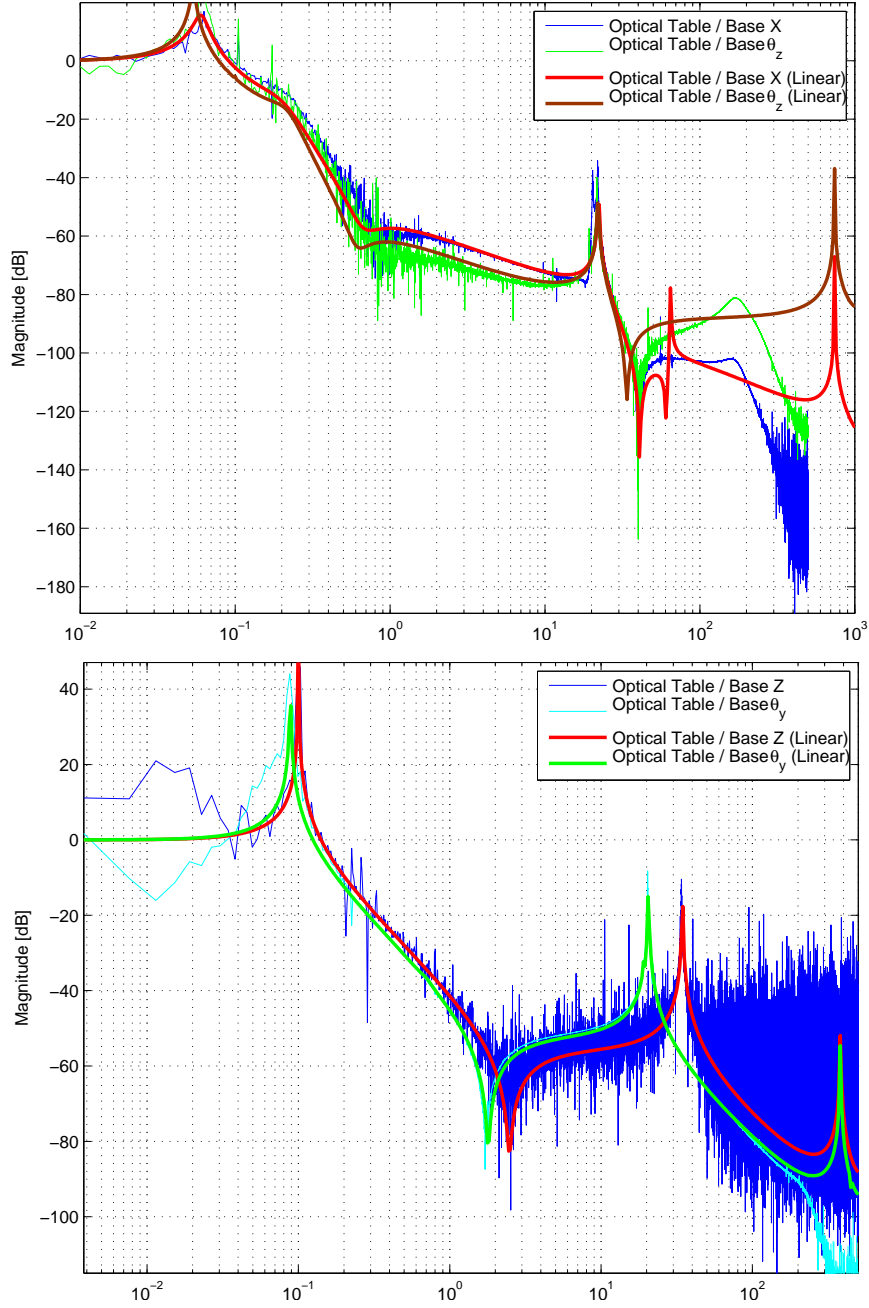 Optical Table / Base X
Optical Table / Base θz
Optical Table / Base X (Linear)
Optical Table / Base θz (Linear)
Magnitude [dB]
20
0
−20
−40
−60
−80
−100
−120
−140
−160
−180
10−2 10−1 100 101 102 103
Optical Table / Base Z
Optical Table / Base θy
Optical Table / Base Z (Linear)
Optical Table / Base θy (Linear)
Magnitude [dB]
40
20
0
−20
−40
−60
−80
−100
10−2 10−1 100 101 102